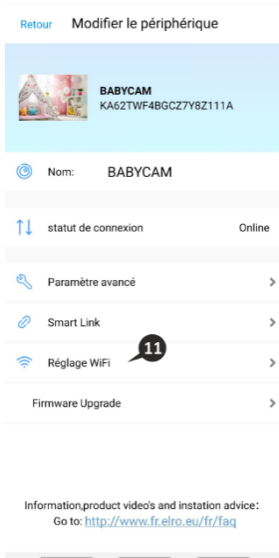 Retour Modifier le périphérique
BABYCAM
KA62TWF4BGCZ7Y8Z111A
Nom: BABYCAM
statut de connexion Online
Paramètre avancé
Smart Link
11
Réglage WiFi
Firmware Upgrade
Information,product video's and instation advice:
Go to: http://www.fr.elro.eu/fr/faq